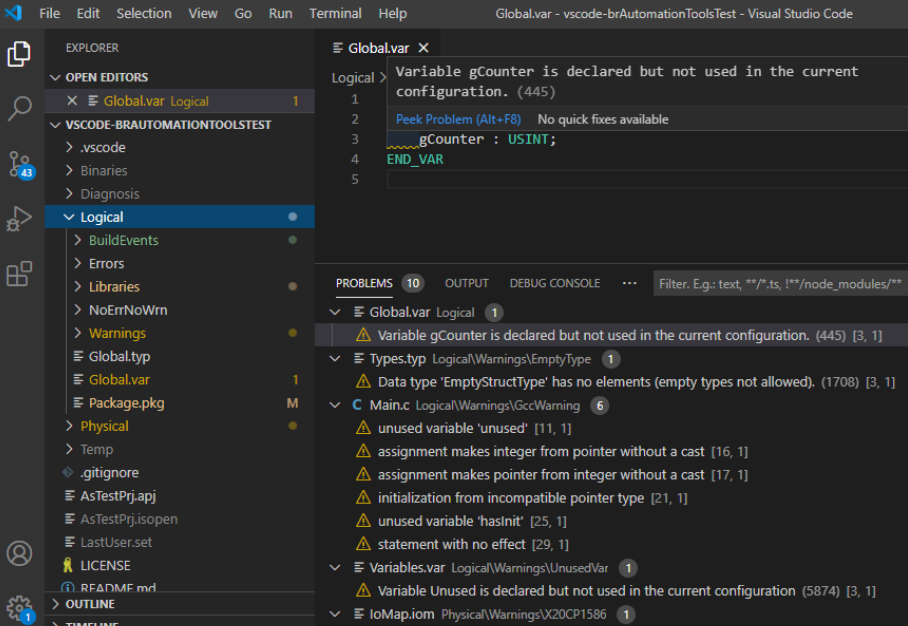 File Edit Selection View Go Run Terminal Help Global.var - vscode-brAutomationToolsTest - Visual Studio Code
EXPLORER
OPEN EDITORS
Global.var Logical 1
VSCODE-BRAUTOMATIONTOOLSTEST
.vscode
Binaries
Diagnosis
Logical
BuildEvents
Errors
Libraries
NoErrNoWrn
Warnings
Global.typ
Global.var 1
Package.pkg M
Physical
Temp
.gitignore
AsTestPrj.apj
AsTestPrj.isopen
LastUser.set
LICENSE
README.md
OUTLINE
TIMELINE
43
1
Global.var
Logical
Variable gCounter is declared but not used in the current
configuration. (445)
Peek Problem (Alt+F8) No quick fixes available
1
2
3 gCounter : USINT;
4 END_VAR
5
PROBLEMS 10 OUTPUT DEBUG CONSOLE ··· Filter. E.g.: text, **/*.ts, !**/node_modules/**
Global.var Logical 1
Variable gCounter is declared but not used in the current configuration. (445) [3, 1]
Types.typ Logical\Warnings\EmptyType 1
Data type 'EmptyStructType' has no elements (empty types not allowed). (1708) [3, 1]
C Main.c Logical\Warnings\GccWarning 6
unused variable 'unused' [11, 1]
assignment makes integer from pointer without a cast [16, 1]
assignment makes pointer from integer without a cast [17, 1]
initialization from incompatible pointer type [21, 1]
unused variable 'hasInit' [25, 1]
statement with no effect [29, 1]
Variables.var Logical\Warnings\UnusedVar 1
Variable Unused is declared but not used in the current configuration (5874) [3, 1]
IoMap.iom Physical\Warnings\X20CP1586 1